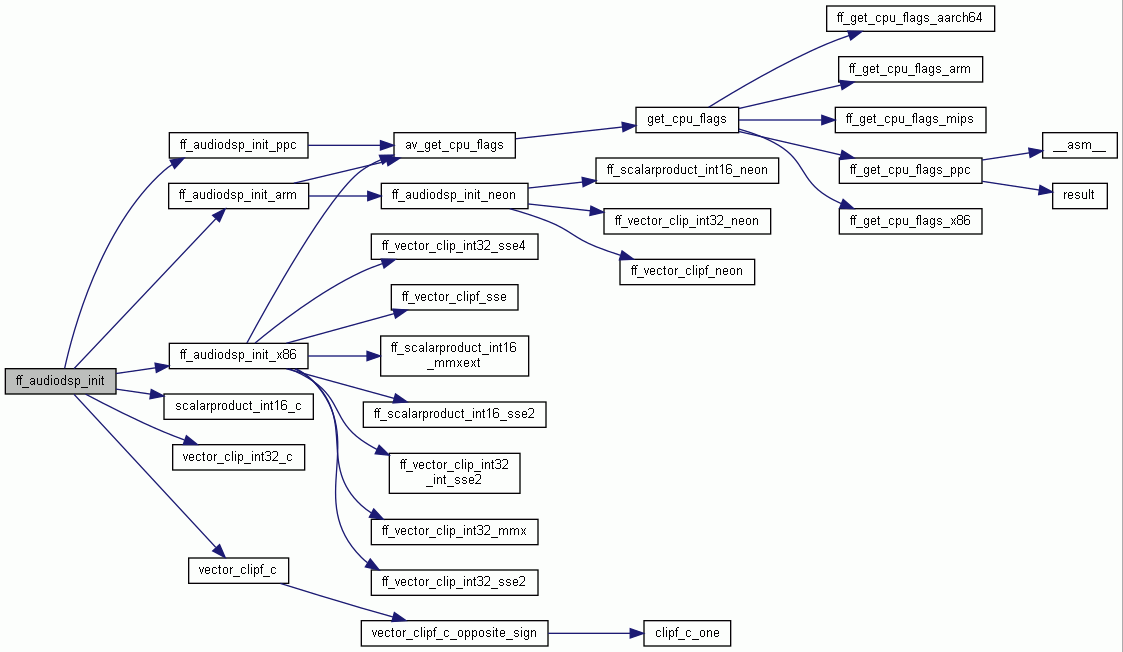 ff_get_cpu_flags_aarch64
ff_get_cpu_flags_arm
get_cpu_flags
ff_get_cpu_flags_mips
ff_audiodsp_init_ppc
av_get_cpu_flags
__asm__
ff_scalarproduct_int16_neon
ff_get_cpu_flags_ppc
ff_audiodsp_init_arm
ff_audiodsp_init_neon
result
ff_vector_clip_int32_neon
ff_get_cpu_flags_x86
ff_vector_clip_int32_sse4
ff_vector_clipf_neon
ff_vector_clipf_sse
ff_audiodsp_init_x86
ff_scalarproduct_int16
_mmxext
ff_audiodsp_init
scalarproduct_int16_c
ff_scalarproduct_int16_sse2
vector_clip_int32_c
ff_vector_clip_int32
_int_sse2
ff_vector_clip_int32_mmx
vector_clipf_c
ff_vector_clip_int32_sse2
vector_clipf_c_opposite_sign
clipf_c_one